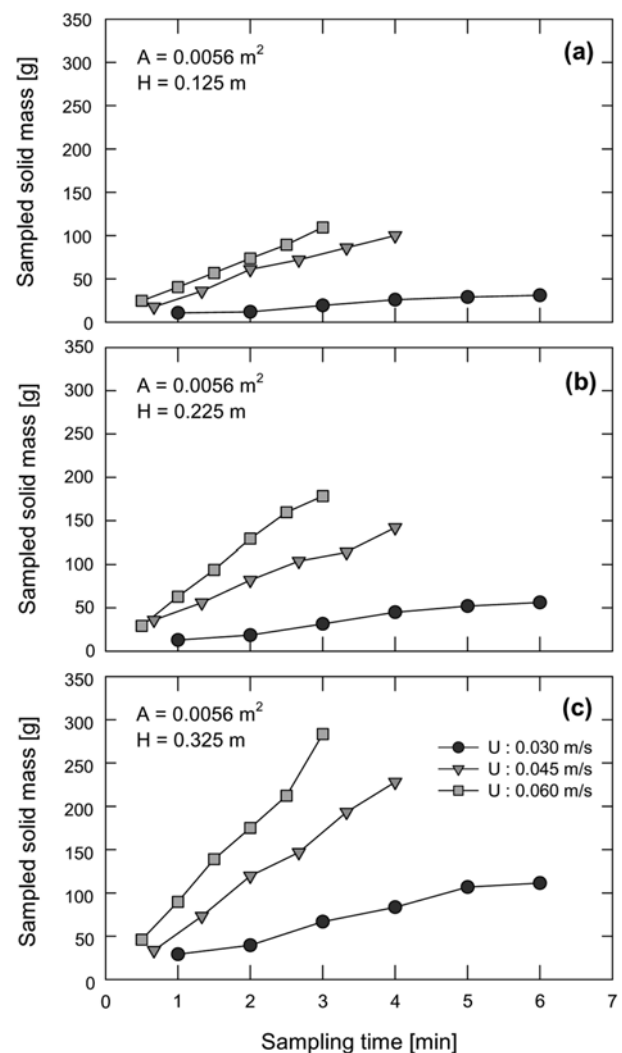 350
300
250
200
150
100
50
0
Sampled solid mass [g]
A = 0.0056 m²
H = 0.125 m
(a)
350
300
250
200
150
100
50
0
Sampled solid mass [g]
A = 0.0056 m²
H = 0.225 m
(b)
350
300
250
200
150
100
50
0
Sampled solid mass [g]
A = 0.0056 m²
H = 0.325 m
(c)
U : 0.030 m/s
U : 0.045 m/s
U : 0.060 m/s
0 1 2 3 4 5 6 7
Sampling time [min]